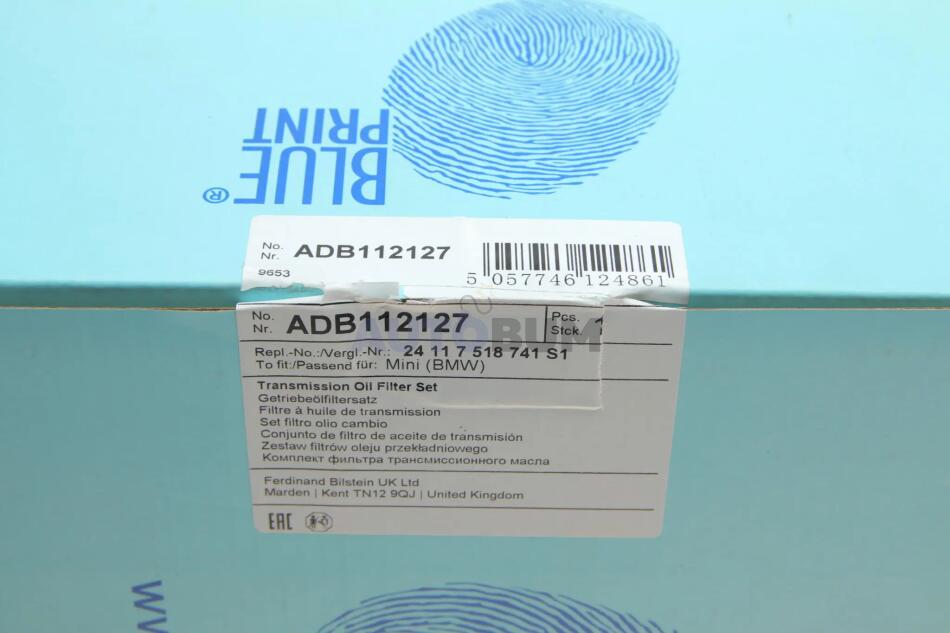 BLUE
PRINT
®
No.
Nr. ADB112127
9653
5 057746 124861
No.
Nr. ADB112127
Pcs.
Stck. 1
AUTOBUM
Repl.-No.:/Vergl.-Nr.: 24 11 7 518 741 S1
To fit:/Passend für: Mini (BMW)
Transmission Oil Filter Set
Getriebeölfiltersatz
Filtre à huile de transmission
Set filtro olio cambio
Conjunto de filtro de aceite de transmisión
Zestaw filtrów oleju przekładniowego
Комплект фильтра трансмиссионного масла
Ferdinand Bilstein UK Ltd
Marden | Kent TN12 9QJ | United Kingdom
EAC